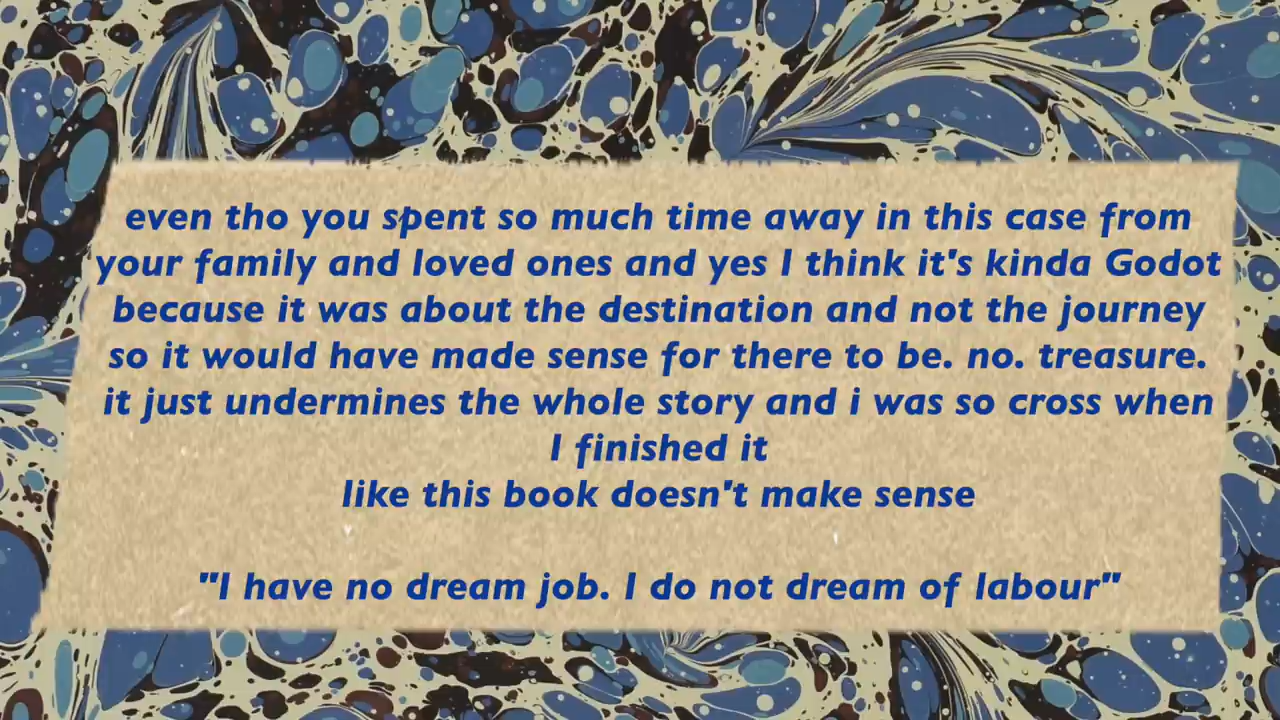 even tho you spent so much time away in this case from
your family and loved ones and yes I think it's kinda Godot
because it was about the destination and not the journey
so it would have made sense for there to be. no. treasure.
it just undermines the whole story and i was so cross when
I finished it
like this book doesn't make sense
"I have no dream job. I do not dream of labour"